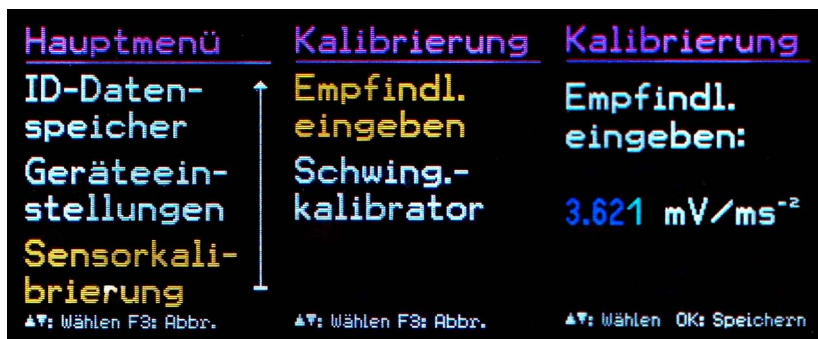 Hauptmenü
ID-Daten-
speicher
Geräteein-
stellungen
Sensorkali-
brierung
▲▼: Wählen F3: Abbr.
Kalibrierung
Empfindl.
eingeben
Schwing.-
kalibrator
▲▼: Wählen F3: Abbr.
Kalibrierung
Empfindl.
eingeben:
3.621 mV/ms⁻²
▲▼: Wählen OK: Speichern